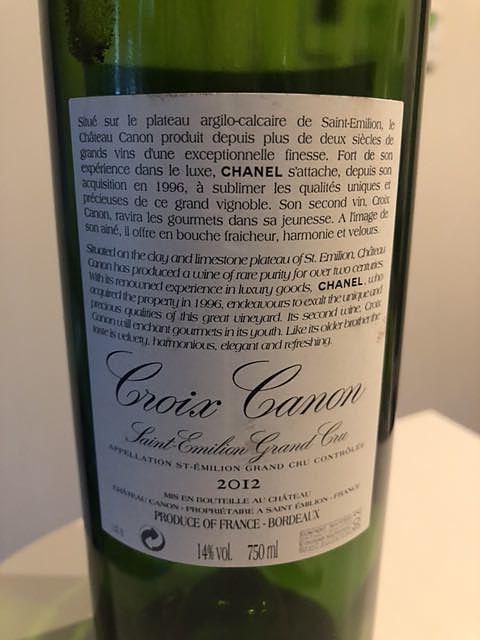 Situé sur le plateau argilo-calcaire de Saint-Emilion, le
Château Canon produit depuis plus de deux siècles de
grands vins d'une exceptionnelle finesse. Fort de son
expérience dans le luxe, CHANEL s'attache, depuis son
acquisition en 1996, à sublimer les qualités uniques et
précieuses de ce grand vignoble. Son second vin, Croix
Canon, ravira les gourmets dans sa jeunesse. A l'image de
son aîné, il offre en bouche fraicheur, harmonie et velours.
Situated on the clay and limestone plateau of St. Emilion, Château
Canon has produced a wine of rare purity for over two centuries.
With its renowned experience in luxury goods, CHANEL, who
acquired the property in 1996, endeavours to exalt the unique and
precious qualities of this great vineyard. Its second wine, Croix
Canon will enchant gourmets in its youth. Like its older brother the
taste is velvety, harmonious, elegant and refreshing.
Croix Canon
Saint-Emilion Grand Cru
APPELLATION ST-ÉMILION GRAND CRU CONTRÔLÉE
2012
MIS EN BOUTEILLE AU CHÂTEAU
CHÂTEAU CANON - PROPRIÉTAIRE A SAINT ÉMILION - FRANCE
PRODUCE OF FRANCE - BORDEAUX
14% vol. 750 ml